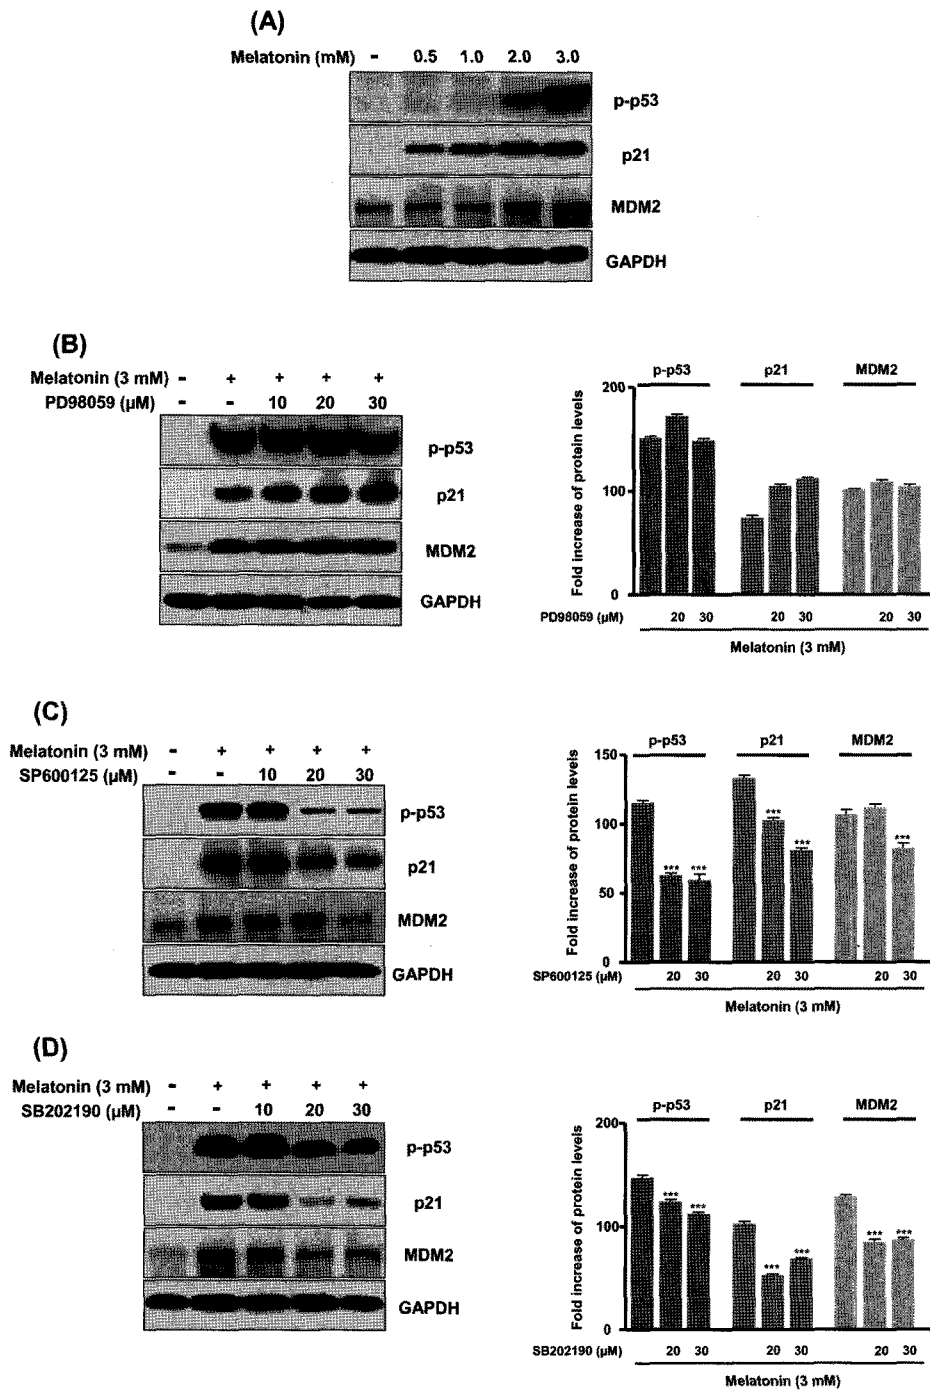 (A)
Melatonin (mM) - 0.5 1.0 2.0 3.0
p-p53
p21
MDM2
GAPDH
(B)
Melatonin (3 mM) - + + + +
PD98059 (µM) - - 10 20 30
p-p53
p21
MDM2
GAPDH
p-p53 p21 MDM2
Fold increase of protein levels
200
100
0
PD98059 (µM) 20 30 20 30 20 30
Melatonin (3 mM)
(C)
Melatonin (3 mM) - + + + +
SP600125 (µM) - - 10 20 30
p-p53
p21
MDM2
GAPDH
p-p53 p21 MDM2
Fold increase of protein levels
150
100
50
0
*** *** *** *** ***
SP600125 (µM) 20 30 20 30 20 30
Melatonin (3 mM)
(D)
Melatonin (3 mM) - + + + +
SB202190 (µM) - - 10 20 30
p-p53
p21
MDM2
GAPDH
p-p53 p21 MDM2
Fold increase of protein levels
200
100
0
*** *** *** *** *** ***
SB202190 (µM) 20 30 20 30 20 30
Melatonin (3 mM)